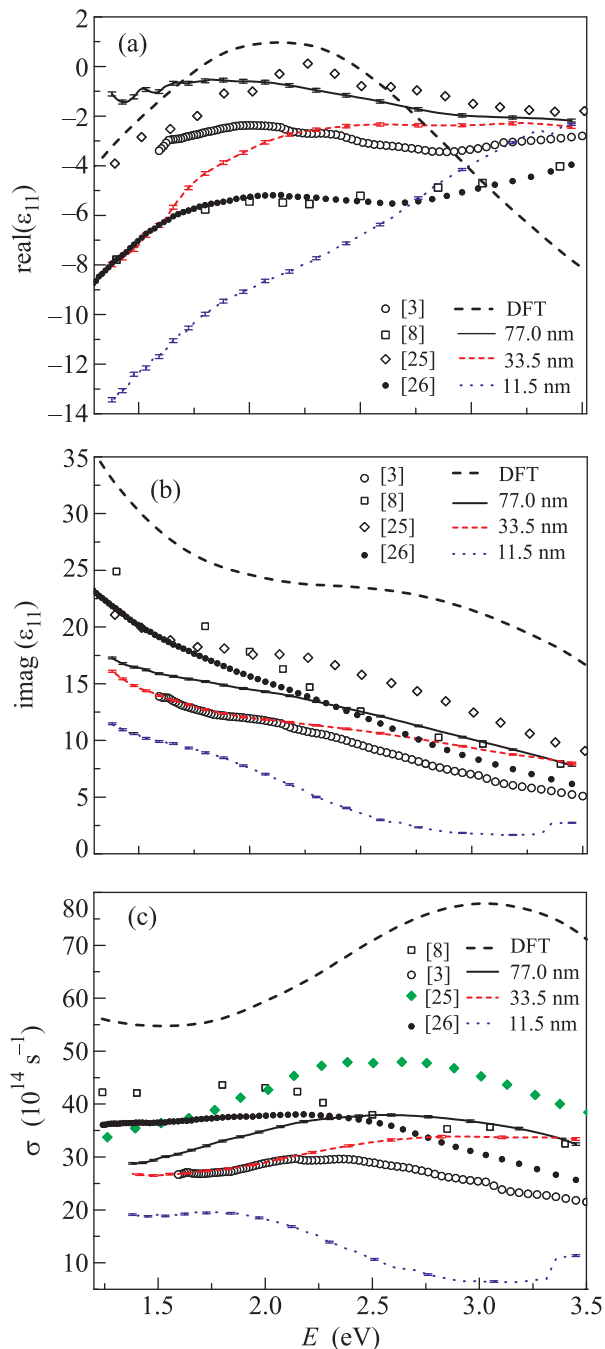 2
0
−2
−4
−6
−8
−10
−12
−14
real(ε₁₁)
(a)
[3]
[8]
[25]
[26]
DFT
77.0 nm
33.5 nm
11.5 nm
35
30
25
20
15
10
5
0
imag (ε₁₁)
(b)
[3]
[8]
[25]
[26]
DFT
77.0 nm
33.5 nm
11.5 nm
80
70
60
50
40
30
20
10
σ (10¹⁴ s⁻¹)
(c)
[8]
[3]
[25]
[26]
DFT
77.0 nm
33.5 nm
11.5 nm
1.5 2.0 2.5 3.0 3.5
E (eV)